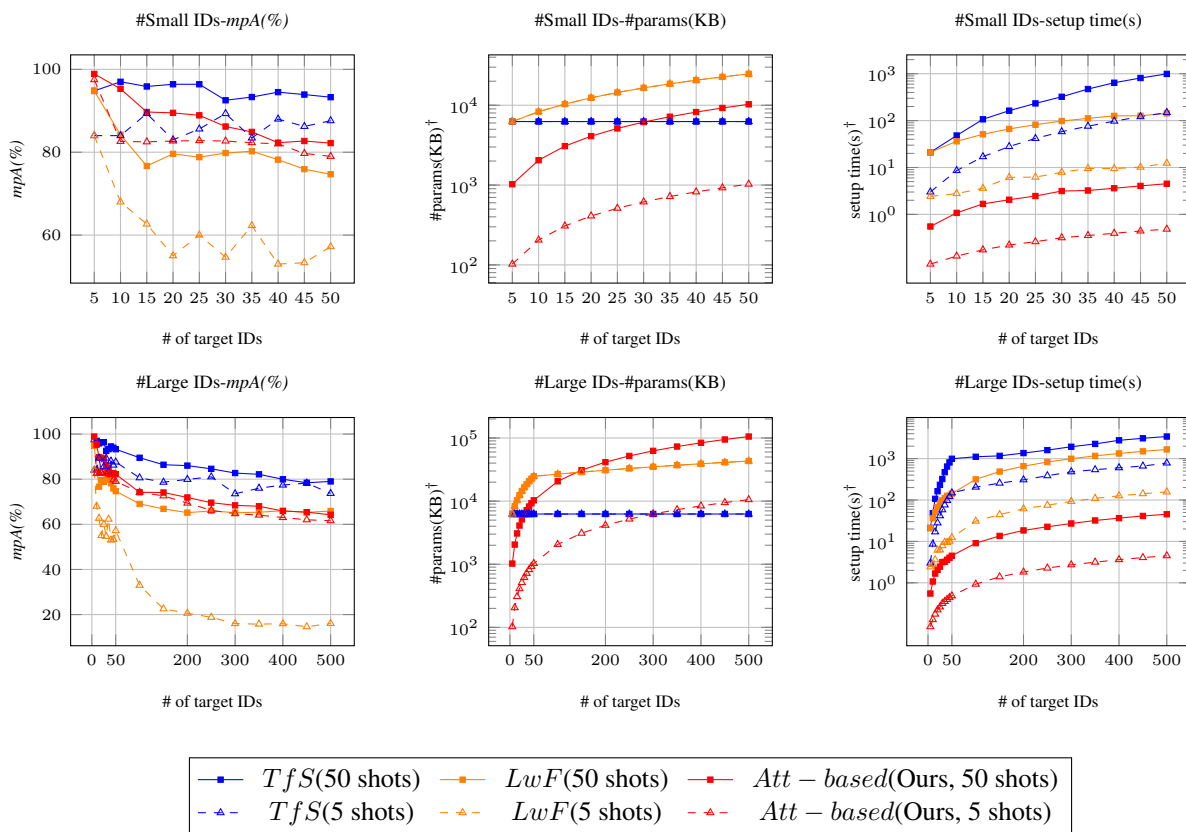 #Small IDs-mpA(%)
#Small IDs-#params(KB)
#Small IDs-setup time(s)
100
80
60
mpA(%)
5 10 15 20 25 30 35 40 45 50
# of target IDs
10^4
10^3
10^2
#params(KB)†
5 10 15 20 25 30 35 40 45 50
# of target IDs
10^3
10^2
10^1
10^0
setup time(s)†
5 10 15 20 25 30 35 40 45 50
# of target IDs
#Large IDs-mpA(%)
#Large IDs-#params(KB)
#Large IDs-setup time(s)
100
80
60
40
20
mpA(%)
0 50 200 300 400 500
# of target IDs
10^5
10^4
10^3
10^2
#params(KB)†
0 50 200 300 400 500
# of target IDs
10^3
10^2
10^1
10^0
setup time(s)†
0 50 200 300 400 500
# of target IDs
TfS(50 shots) LwF(50 shots) Att − based(Ours, 50 shots)
TfS(5 shots) LwF(5 shots) Att − based(Ours, 5 shots)